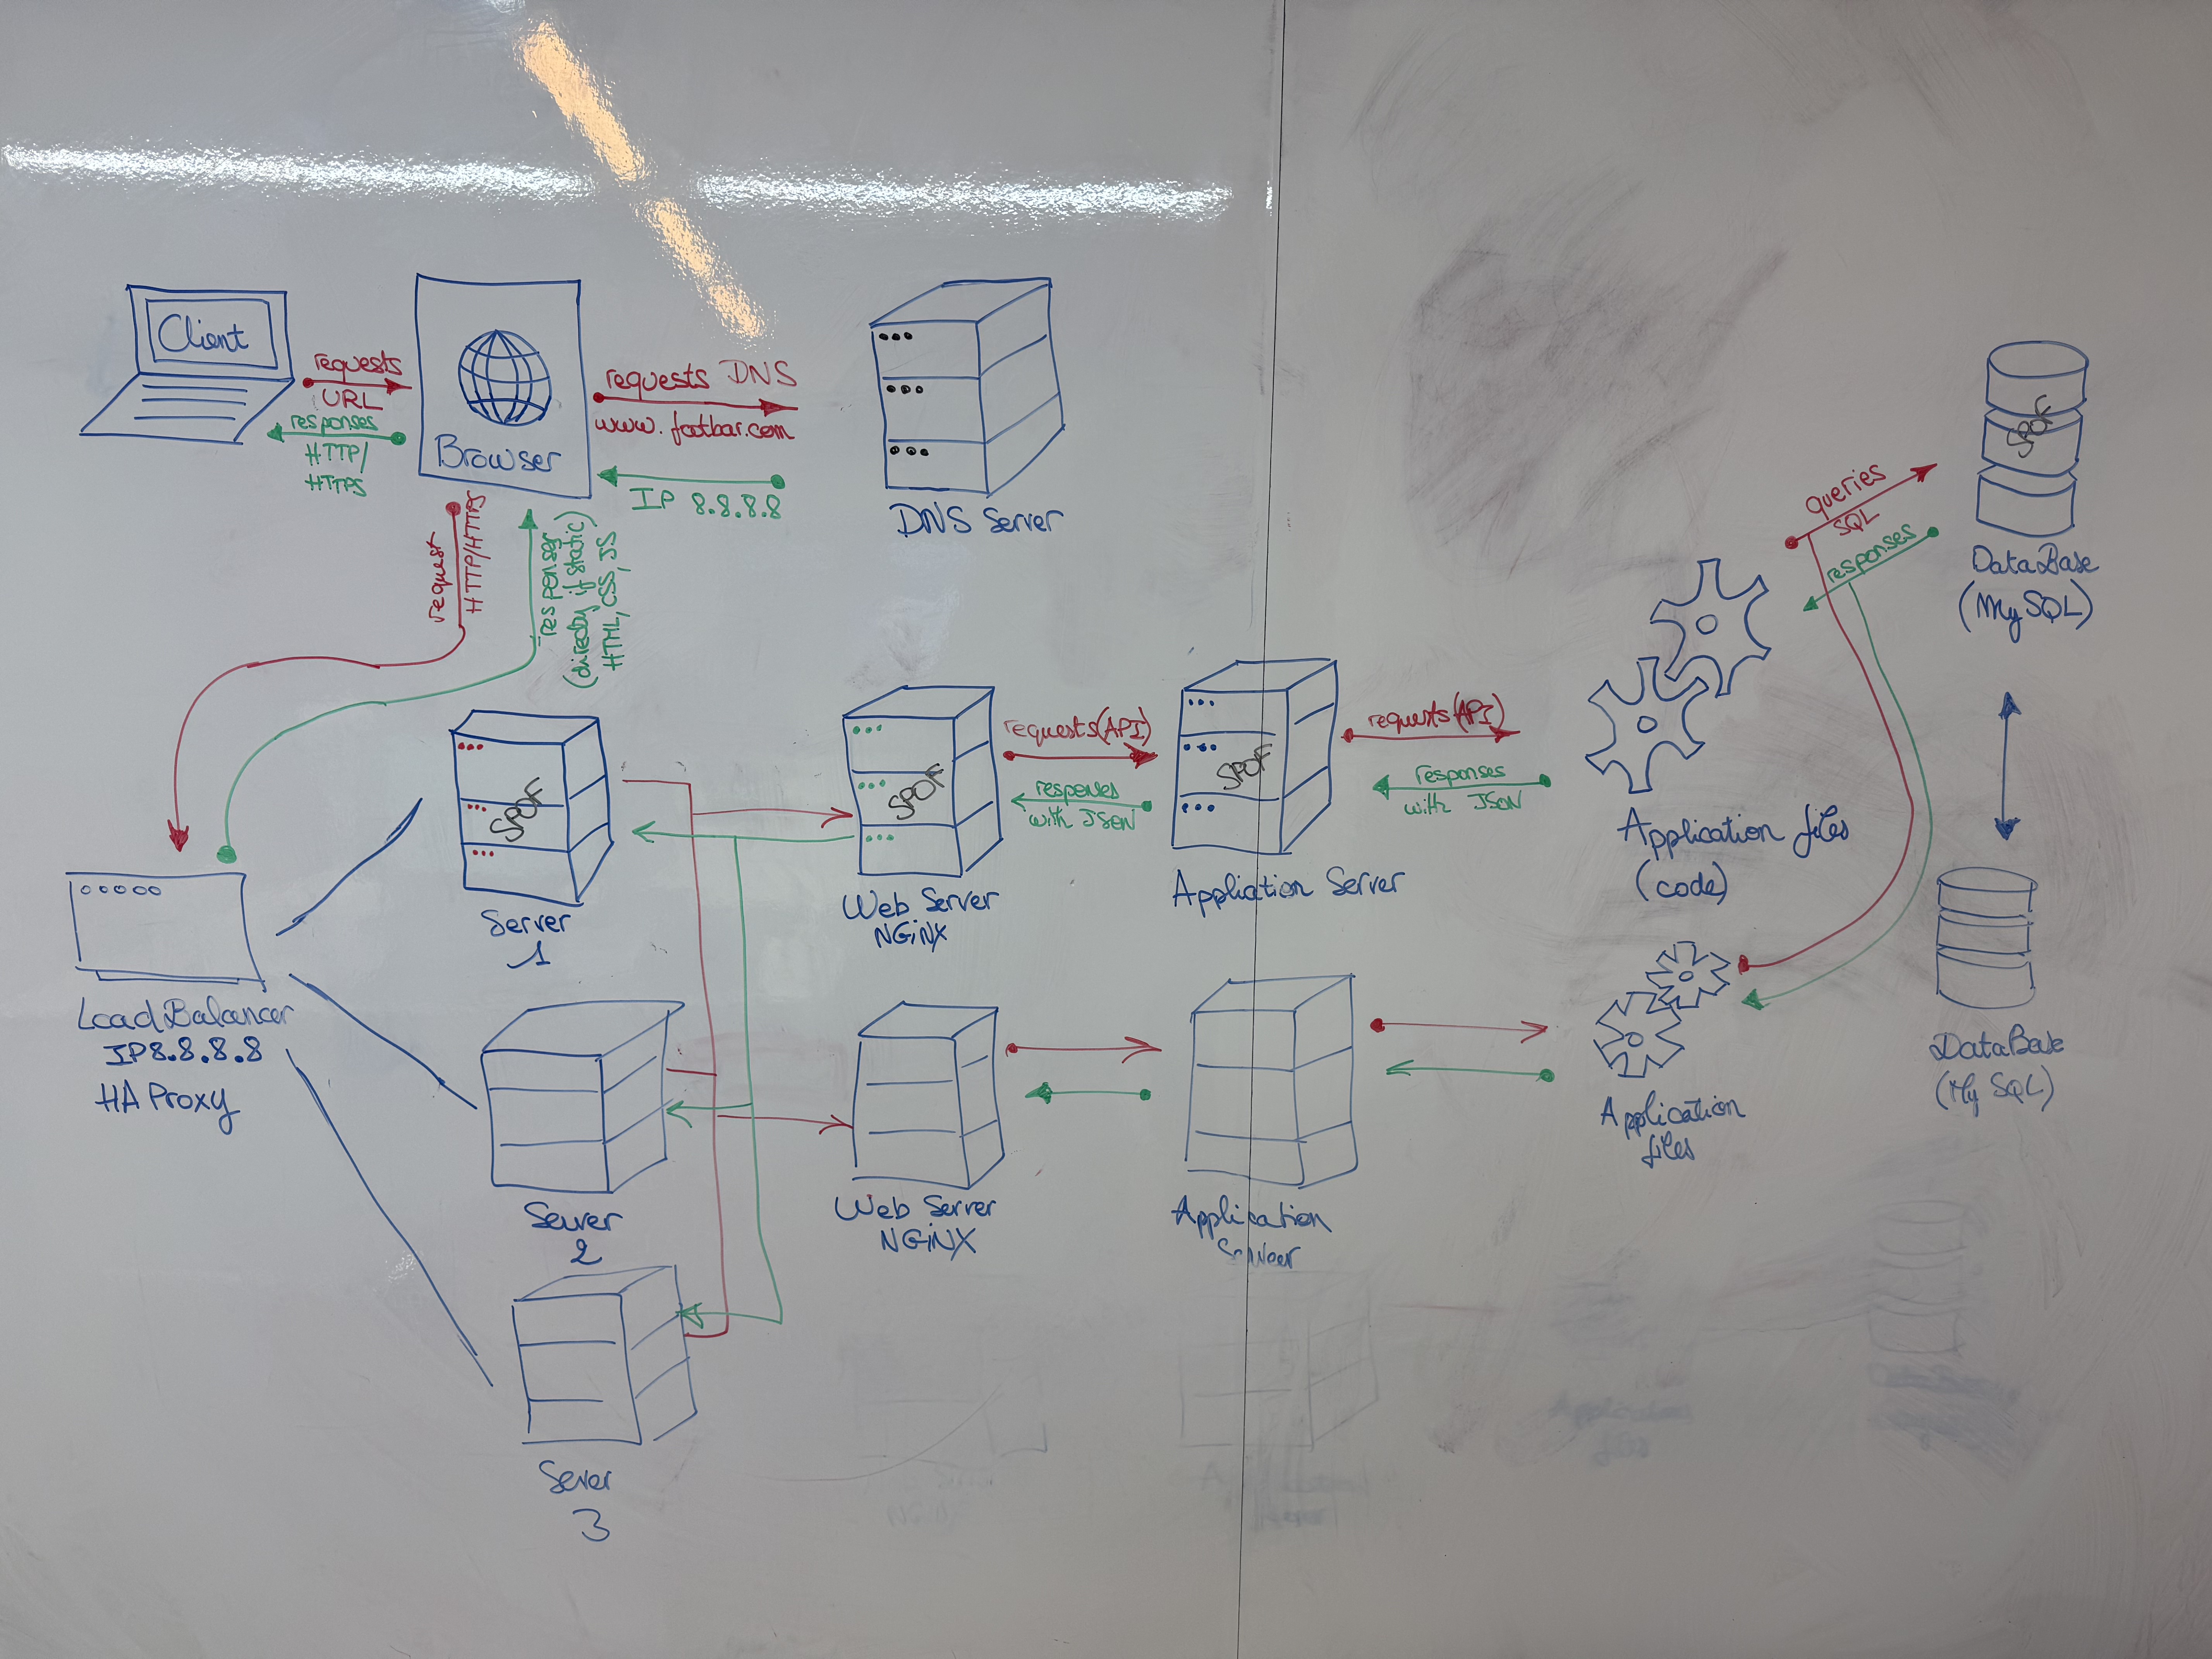 Client
requests
URL
responses
HTTP/
HTTPS
Browser
requests DNS
www.footbar.com
IP 8.8.8.8
DNS Server
request
HTTP/HTTPS
responses
(directly if static)
HTML, CSS, JS
Load Balancer
IP 8.8.8.8
HA Proxy
SPOF
Server
1
Server
2
Sever
3
SPOF
Web Server
NGiNX
requests (API)
responses
with JSON
SPOF
Application Server
requests (API)
responses
with JSON
Application files
(code)
queries
SQL
responses
SPOF
DataBase
(MySQL)
Web Server
NGiNX
Application
Server
Application
files
DataBase
(My SQL)